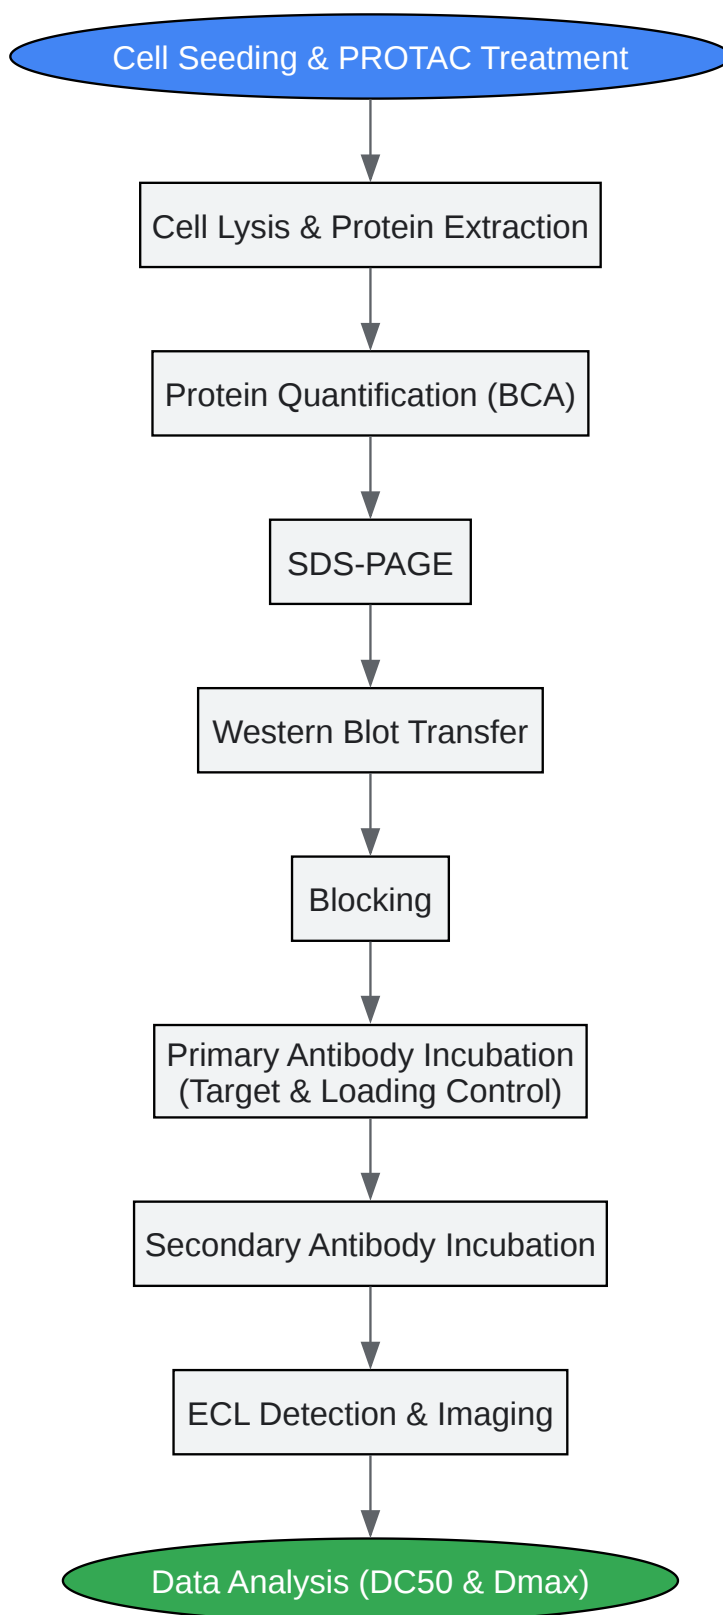 Cell Seeding & PROTAC Treatment
Cell Lysis & Protein Extraction
Protein Quantification (BCA)
SDS-PAGE
Western Blot Transfer
Blocking
Primary Antibody Incubation
(Target & Loading Control)
Secondary Antibody Incubation
ECL Detection & Imaging
Data Analysis (DC50 & Dmax)